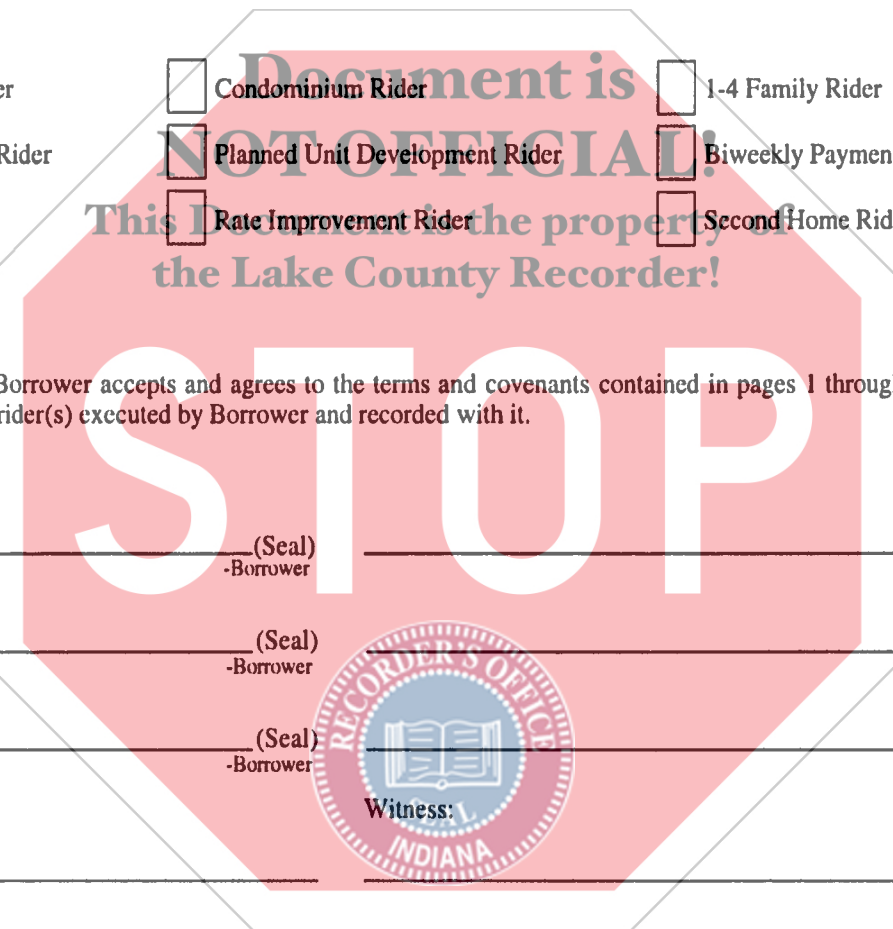 Document is
er Condominium Rider 1-4 Family Rider
NOT OFFICIAL!
Rider Planned Unit Development Rider Biweekly Paymen
This Document is the property of
Rate Improvement Rider Second Home Rid
the Lake County Recorder!
STOP
Borrower accepts and agrees to the terms and covenants contained in pages 1 throug
rider(s) executed by Borrower and recorded with it.
(Seal)
-Borrower
(Seal)
-Borrower
(Seal)
-Borrower
RECORDER'S OFFICE
Witness:
SEAL
INDIANA